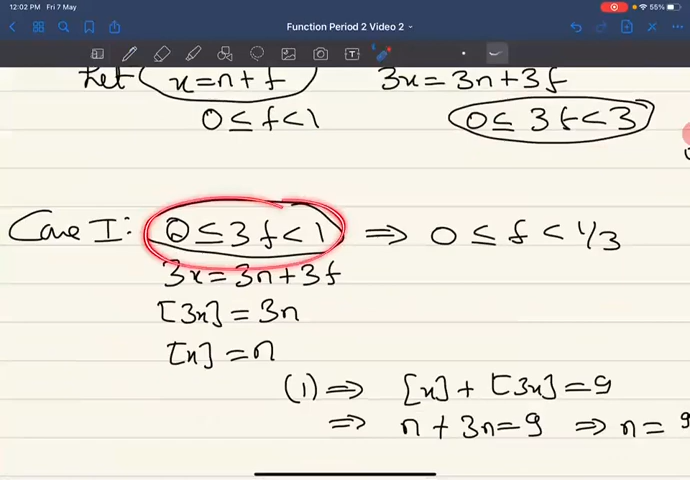 12:02 PM Fri 7 May
55%
Function Period 2 Video 2
Let x=n+f 3x=3n+3f
0≤f<1 0≤3f<3
Case I: 0≤3f<1 ⇒ 0≤f<1/3
3x=3n+3f
[3x]=3n
[x]=n
(1) ⇒ [x]+[3x]=9
⇒ n+3n=9 ⇒ n=9